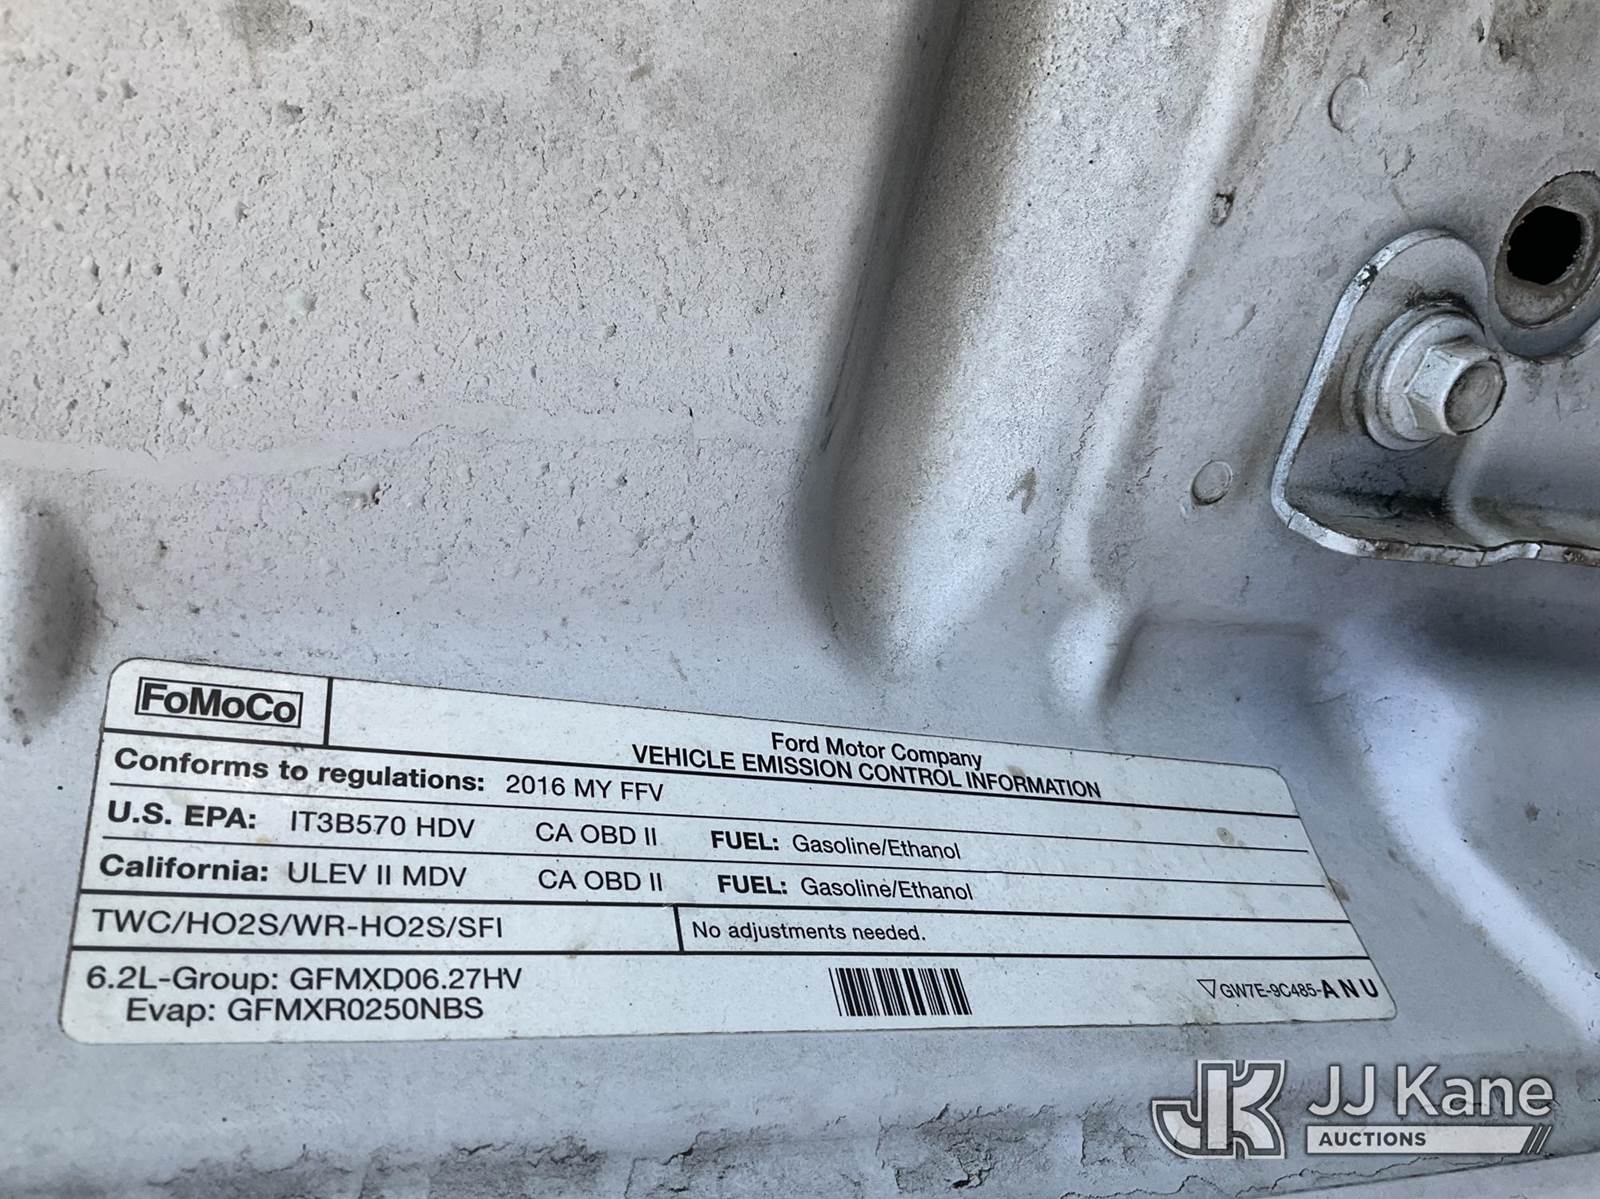 FoMoCo
Ford Motor Company
VEHICLE EMISSION CONTROL INFORMATION
Conforms to regulations: 2016 MY FFV
U.S. EPA: IT3B570 HDV CA OBD II FUEL: Gasoline/Ethanol
California: ULEV II MDV CA OBD II FUEL: Gasoline/Ethanol
TWC/HO2S/WR-HO2S/SFI No adjustments needed.
6.2L-Group: GFMXD06.27HV
Evap: GFMXR0250NBS
GW7E-9C485-ANU
JK JJ Kane
AUCTIONS